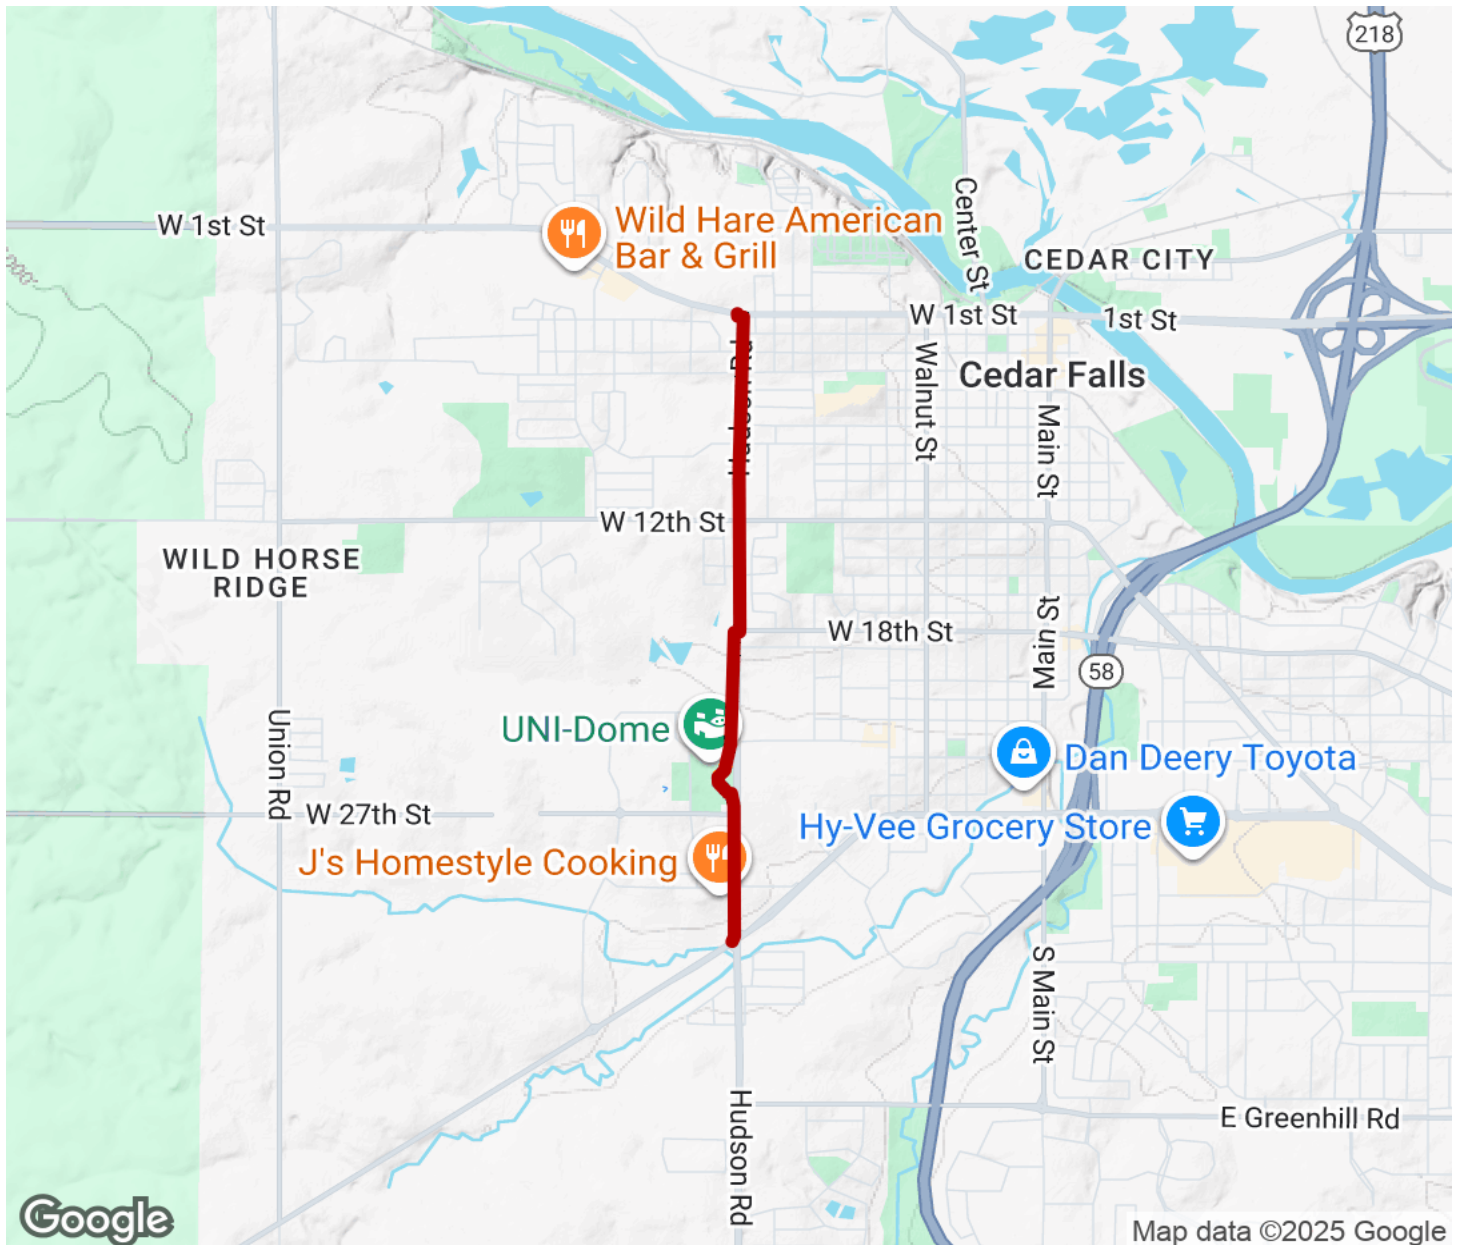 218
W 1st St
Wild Hare American
Bar & Grill
Center St
CEDAR CITY
W 1st St
1st St
Hudson Rd
Walnut St
Cedar Falls
Main St
W 12th St
WILD HORSE
RIDGE
W 18th St
Main St
58
Union Rd
UNI-Dome
Dan Deery Toyota
W 27th St
Hy-Vee Grocery Store
J's Homestyle Cooking
S Main St
Hudson Rd
E Greenhill Rd
Google
Map data ©2025 Google